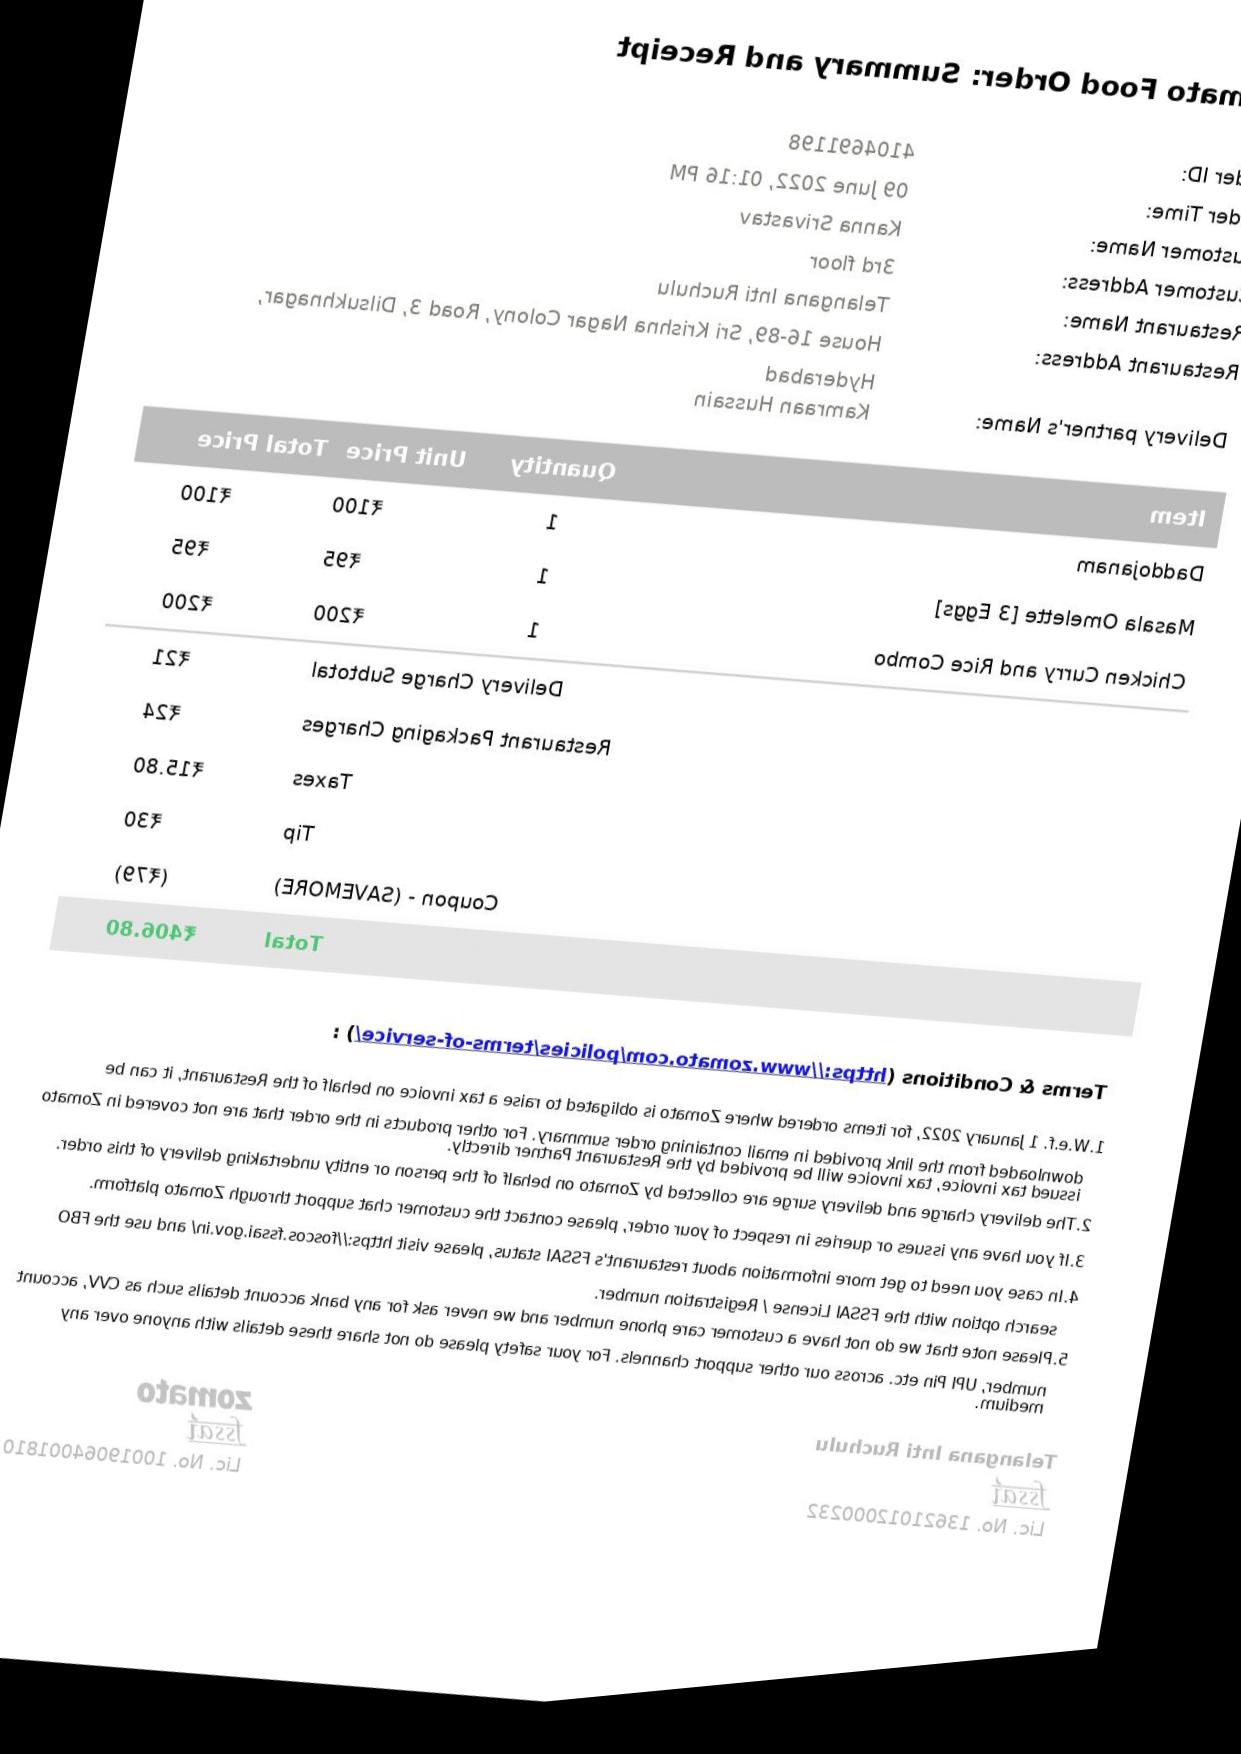 mato Food Order: Summary and Receipt
der ID: 4104691198
der Time: 09 June 2022, 01:16 PM
ustomer Name: Kanna Srivastav
Customer Address: 3rd floor
Restaurant Name: Telangana Inti Ruchulu
Restaurant Address: House 16-89, Sri Krishna Nagar Colony, Road 3, Dilsukhnagar,
Hyderabad
Delivery partner's Name: Kamraan Hussain
Item Quantity Unit Price Total Price
Daddojanam 1 ₹100 ₹100
Masala Omelette [3 Eggs] 1 ₹95 ₹95
Chicken Curry and Rice Combo 1 ₹200 ₹200
Delivery Charge Subtotal ₹21
Restaurant Packaging Charges ₹24
Taxes ₹15.80
Tip ₹30
Coupon - (SAVEMORE) (₹79)
Total ₹406.80
Terms & Conditions (https://www.zomato.com/policies/terms-of-service/) :
1.W.e.f. 1 January 2022, for items ordered where Zomato is obligated to raise a tax invoice on behalf of the Restaurant, it can be
downloaded from the link provided in email containing order summary. For other products in the order that are not covered in Zomato
issued tax invoice, tax invoice will be provided by the Restaurant Partner directly.
2.The delivery charge and delivery surge are collected by Zomato on behalf of the person or entity undertaking delivery of this order.
3.If you have any issues or queries in respect of your order, please contact the customer chat support through Zomato platform.
4.In case you need to get more information about restaurant's FSSAI status, please visit https://foscos.fssai.gov.in/ and use the FBO
search option with the FSSAI License / Registration number.
5.Please note that we do not have a customer care phone number and we never ask for any bank account details such as CVV, account
number, UPI Pin etc. across our other support channels. For your safety please do not share these details with anyone over any
medium.
Telangana Inti Ruchulu
fssai
Lic. No. 13621012000232
zomato
fssai
Lic. No. 10019064001810